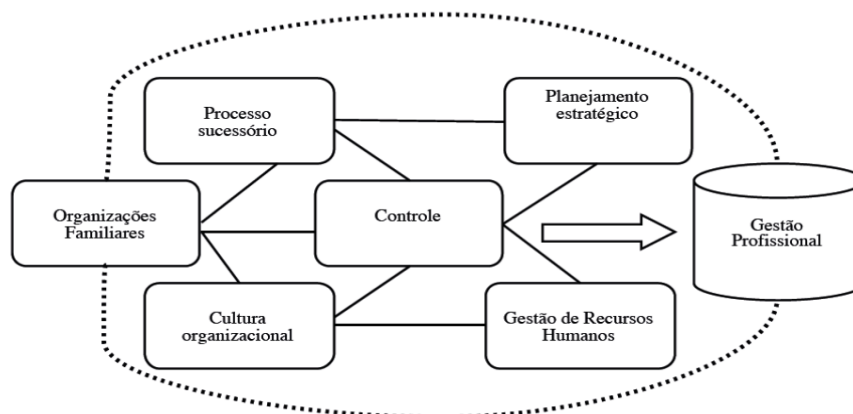 Processo
sucessório
Planejamento
estratégico
Organizações
Familiares
Controle
Gestão
Profissional
Cultura
organizacional
Gestão de Recursos
Humanos